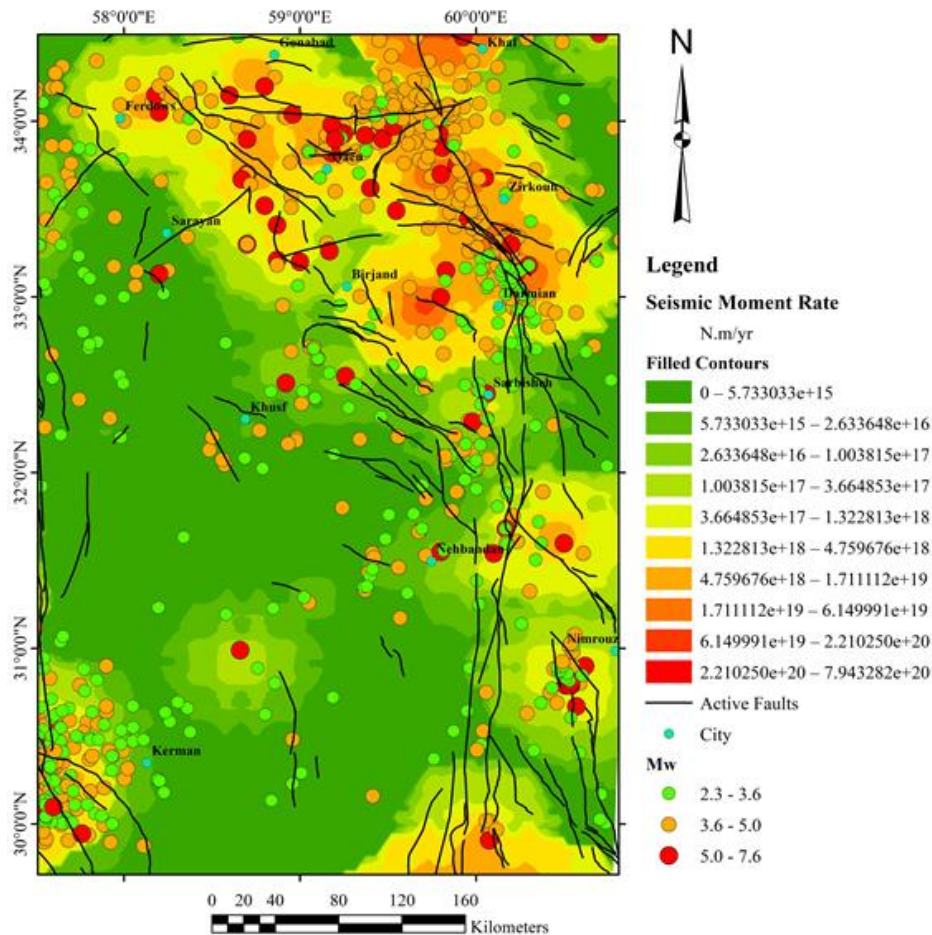 58°0'0"E 59°0'0"E 60°0'0"E
Gonabad
Khaf
Ferdows
34°0'0"N
Zirkouh
Sarayan
Birjand
33°0'0"N
Sarbisheh
Khusf
32°0'0"N
Nehbandan
31°0'0"N
Nimrouz
Kerman
30°0'0"N
0 20 40 80 120 160
Kilometers
N
Legend
Seismic Moment Rate
N.m/yr
Filled Contours
0 – 5.733033e+15
5.733033e+15 – 2.633648e+16
2.633648e+16 – 1.003815e+17
1.003815e+17 – 3.664853e+17
3.664853e+17 – 1.322813e+18
1.322813e+18 – 4.759676e+18
4.759676e+18 – 1.711112e+19
1.711112e+19 – 6.149991e+19
6.149991e+19 – 2.210250e+20
2.210250e+20 – 7.943282e+20
Active Faults
City
Mw
2.3 - 3.6
3.6 - 5.0
5.0 - 7.6